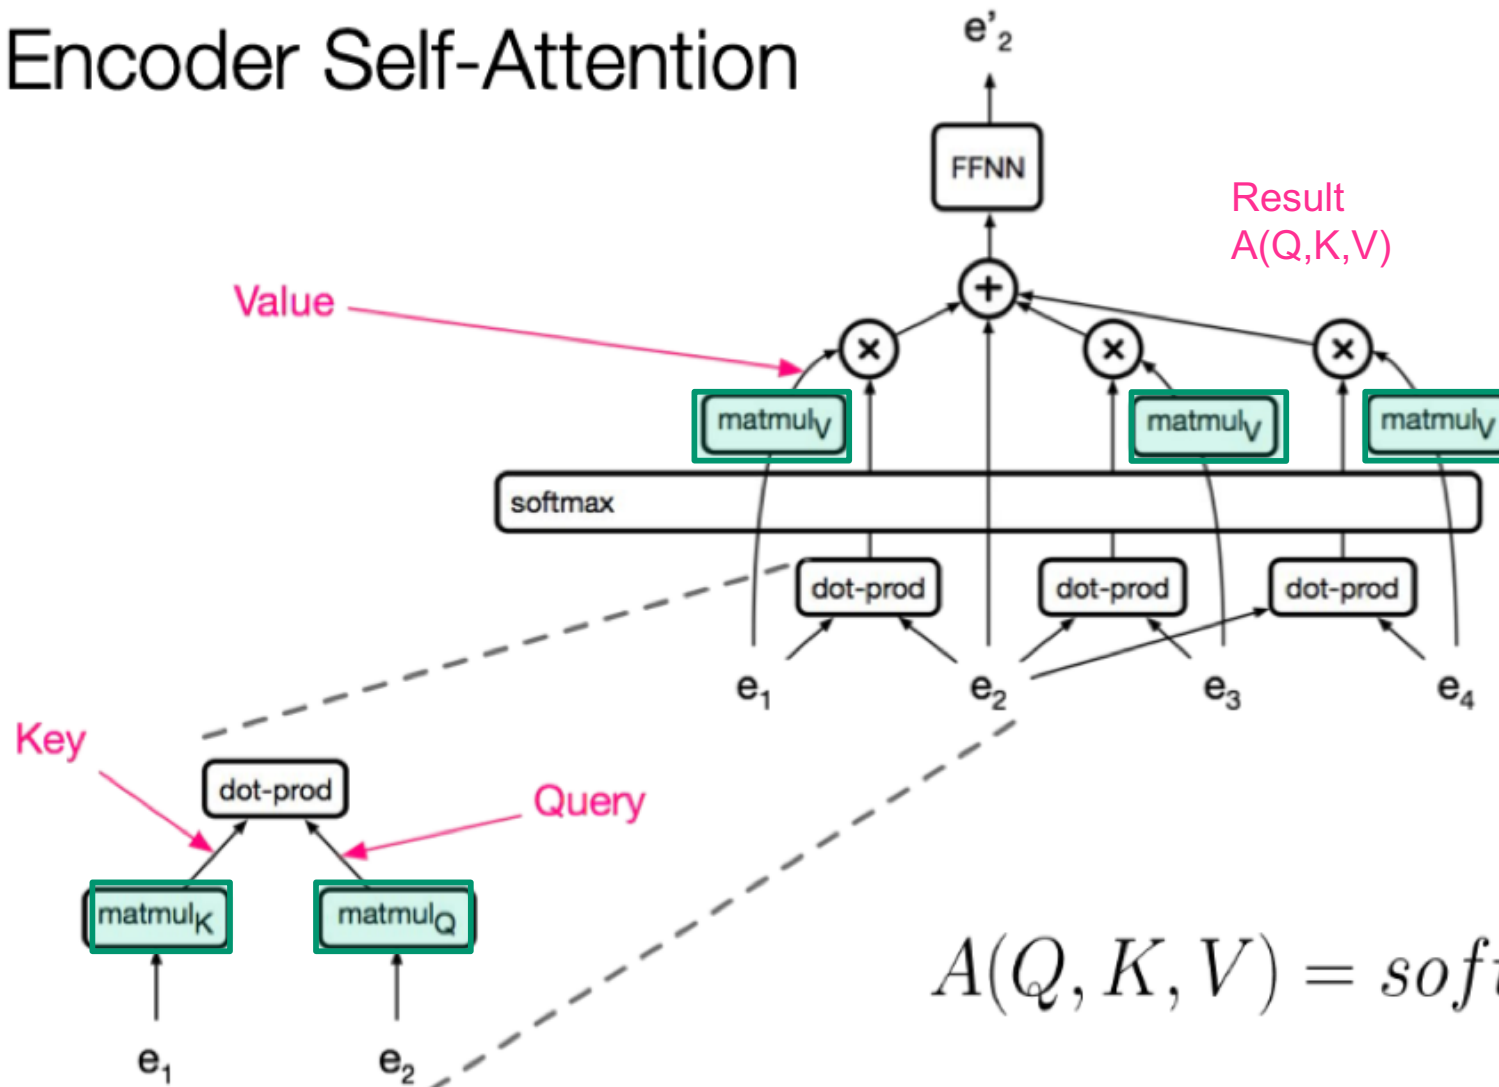 Encoder Self-Attention
e'2
FFNN
Result
A(Q,K,V)
Value
+
× × ×
matmulV matmulV matmulV
softmax
dot-prod dot-prod dot-prod
e1 e2 e3 e4
Key
dot-prod
Query
matmulK matmulQ
A(Q, K, V) = soft
e1 e2